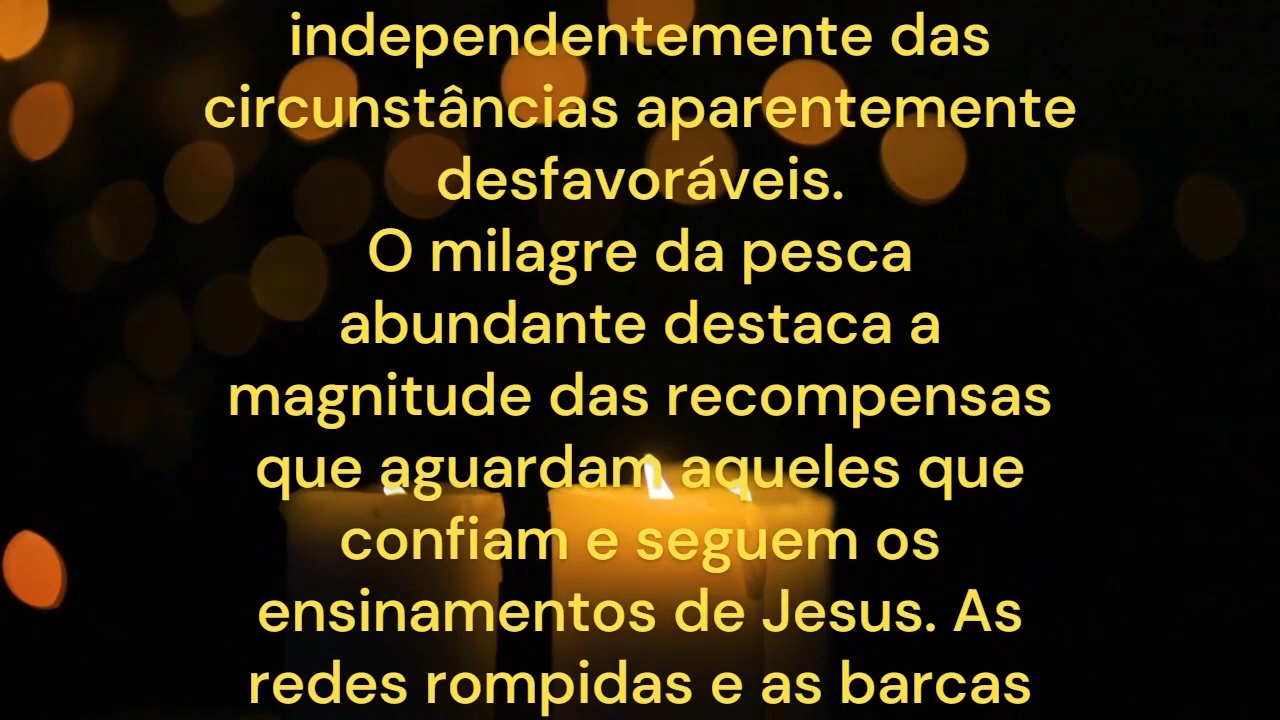 independentemente das
circunstâncias aparentemente
desfavoráveis.
O milagre da pesca
abundante destaca a
magnitude das recompensas
que aguardam aqueles que
confiam e seguem os
ensinamentos de Jesus. As
redes rompidas e as barcas